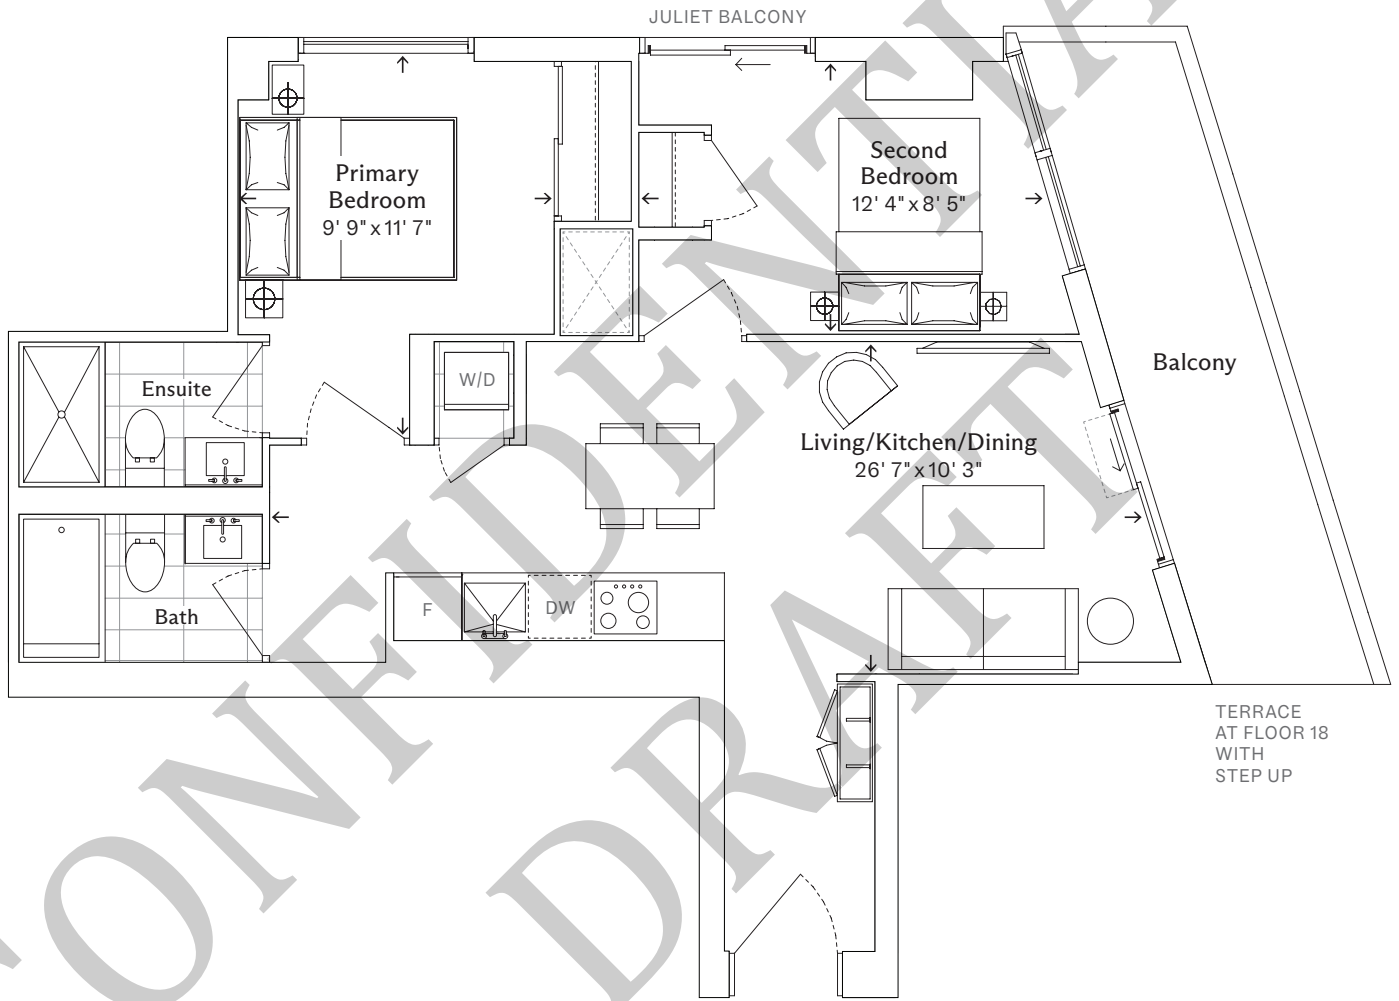 JULIET BALCONY
Primary
Bedroom
9' 9" x 11' 7"
Second
Bedroom
12' 4" x 8' 5"
Balcony
Ensuite
W/D
Living/Kitchen/Dining
26' 7" x 10' 3"
Bath
F
DW
TERRACE
AT FLOOR 18
WITH
STEP UP
CONFIDENTIAL
DRAFT